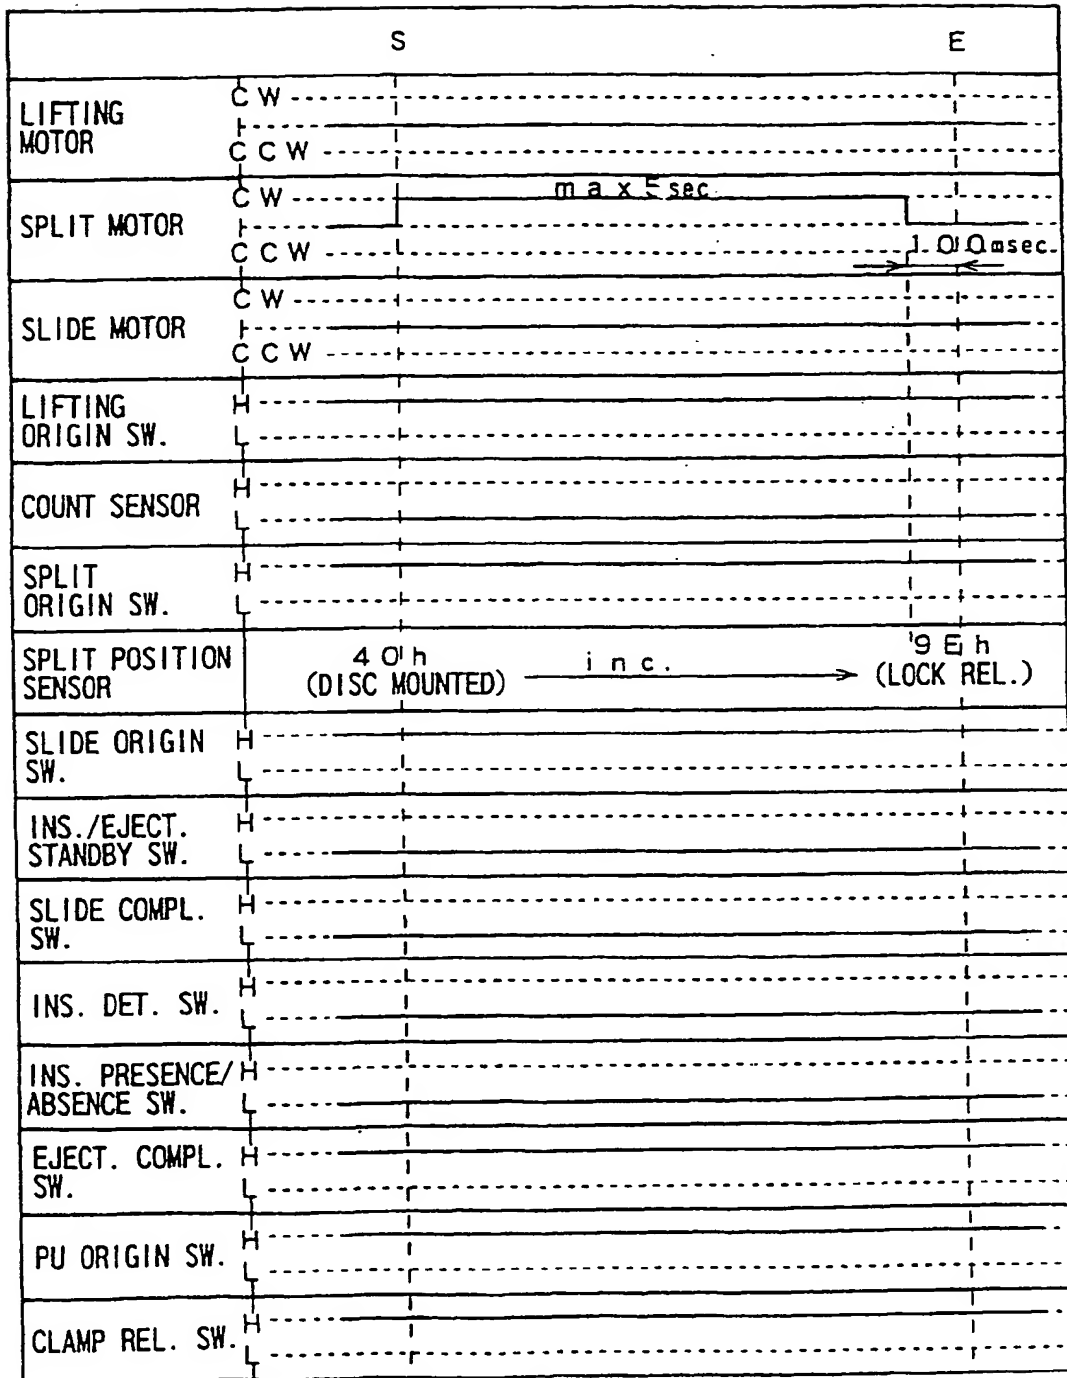 S E
LIFTING
MOTOR
CW
CCW
SPLIT MOTOR
CW
CCW
max 5 sec.
100msec.
SLIDE MOTOR
CW
CCW
LIFTING
ORIGIN SW.
H
L
COUNT SENSOR
H
L
SPLIT
ORIGIN SW.
H
L
SPLIT POSITION
SENSOR
40h
(DISC MOUNTED)
inc.
9Eh
(LOCK REL.)
SLIDE ORIGIN
SW.
H
L
INS./EJECT.
STANDBY SW.
H
L
SLIDE COMPL.
SW.
H
L
INS. DET. SW.
H
L
INS. PRESENCE/
ABSENCE SW.
H
L
EJECT. COMPL.
SW.
H
L
PU ORIGIN SW.
H
L
CLAMP REL. SW.
H
L